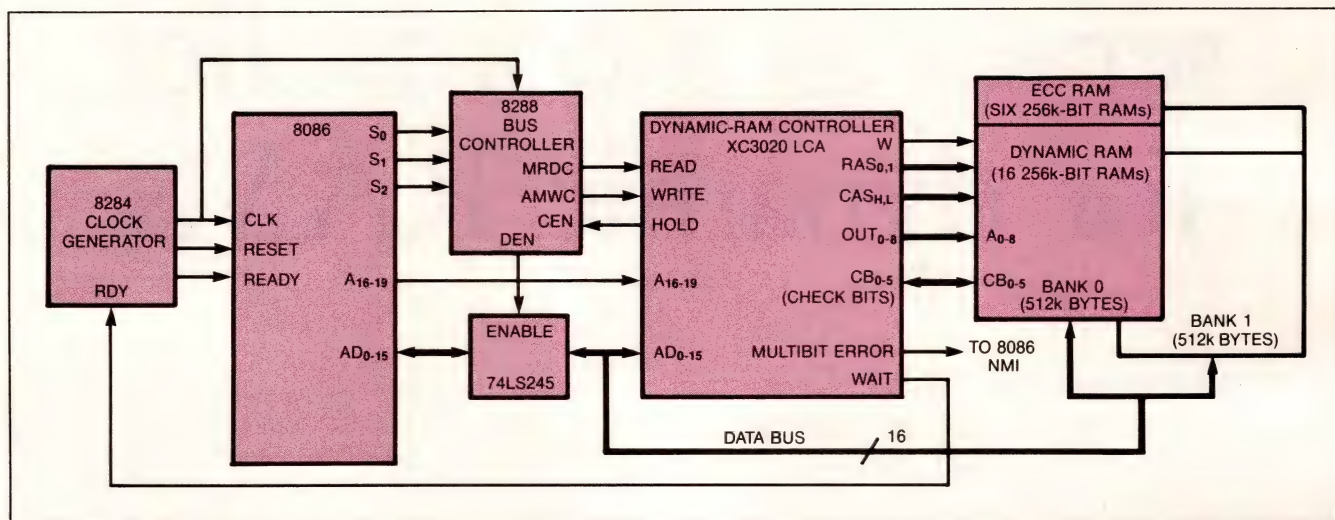 8284
CLOCK
GENERATOR
RDY
8086
CLK
RESET
READY
S0
S1
S2
A16-19
AD0-15
8288
BUS
CONTROLLER
MRDC
AMWC
CEN
DEN
ENABLE
74LS245
DYNAMIC-RAM CONTROLLER
XC3020 LCA
READ
WRITE
HOLD
A16-19
AD0-15
W
RAS0,1
CASH,L
OUT0-8
CB0-5
(CHECK BITS)
MULTIBIT ERROR
WAIT
TO 8086
NMI
ECC RAM
(SIX 256k-BIT RAMs)
DYNAMIC RAM
(16 256k-BIT RAMs)
A0-8
CB0-5
BANK 0
(512k BYTES)
BANK 1
(512k BYTES)
DATA BUS
16